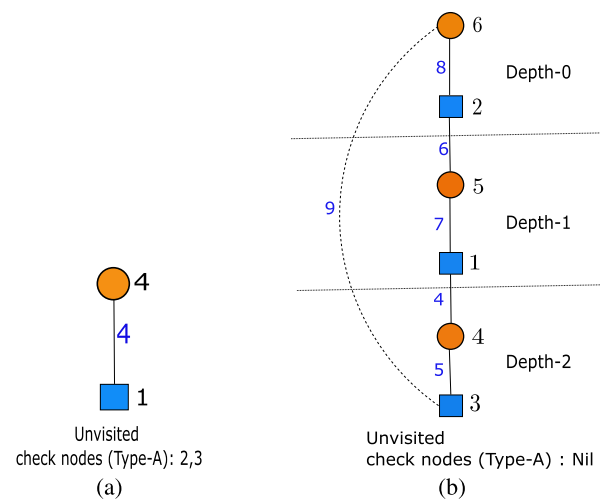 4
4
1
Unvisited
check nodes (Type-A): 2,3
(a)
6
8
Depth-0
2
6
5
9
7
Depth-1
1
4
4
5
Depth-2
3
Unvisited
check nodes (Type-A) : Nil
(b)